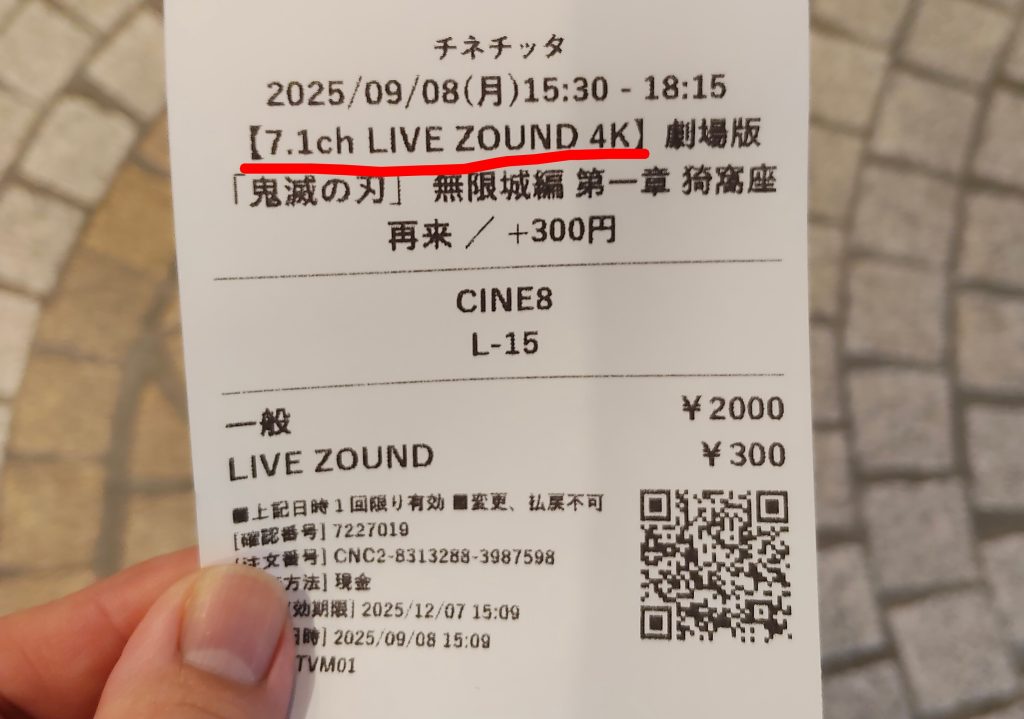 チネチッタ
2025/09/08(月)15:30 - 18:15
【7.1ch LIVE ZOUND 4K】 劇場版
「鬼滅の刃」 無限城編 第一章 猗窩座
再来 ／ +300円
CINE8
L-15
一般 ￥2000
LIVE ZOUND ￥300
■上記日時1回限り有効 ■変更、払戻不可
[確認番号] 7227019
[注文番号] CNC2-8313288-3987598
方法] 現金
効期限] 2025/12/07 15:09
日時] 2025/09/08 15:09
TVM01